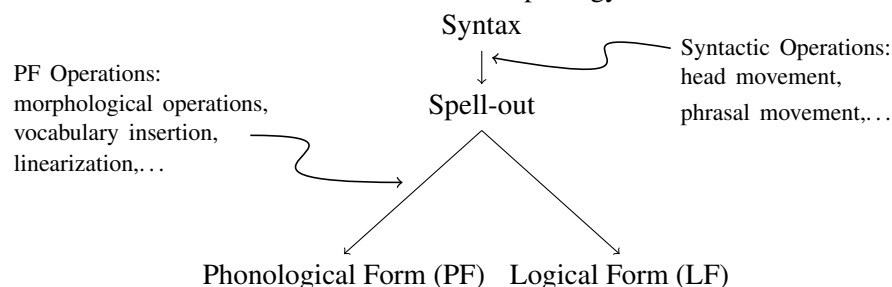 Syntax
Syntactic Operations:
head movement,
phrasal movement,...
PF Operations:
morphological operations,
vocabulary insertion,
linearization,...
Spell-out
Phonological Form (PF) Logical Form (LF)